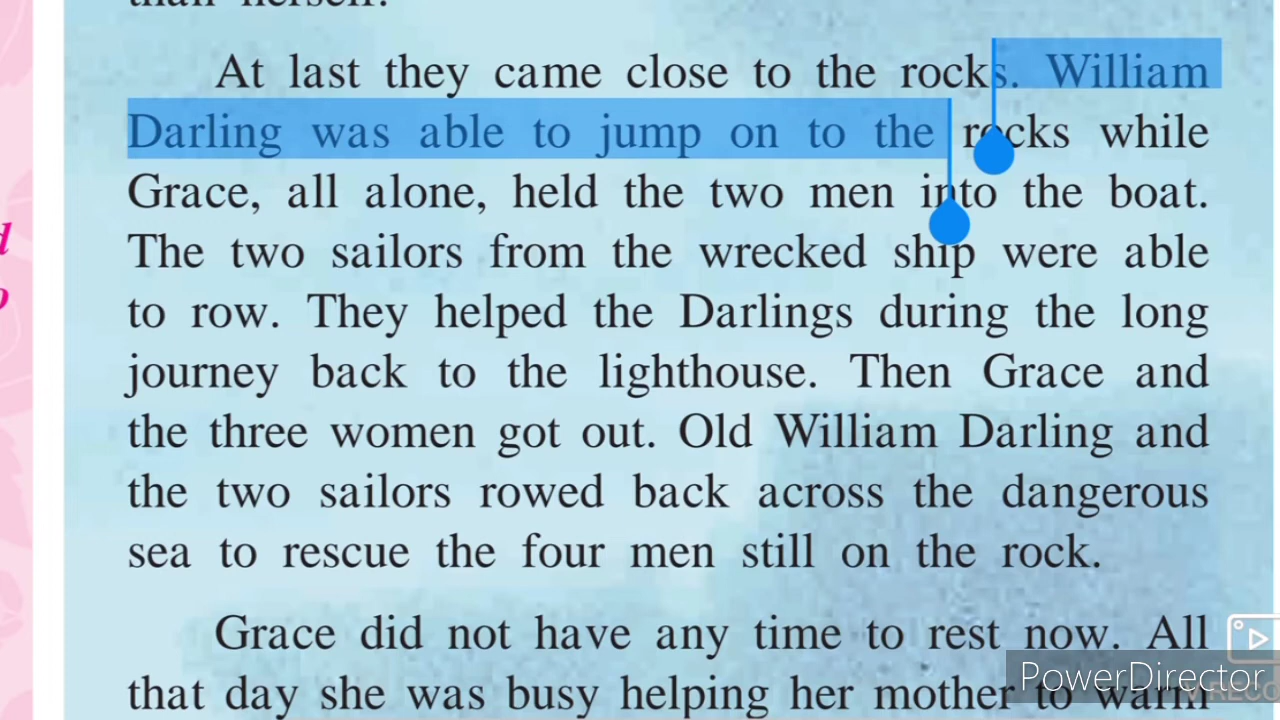 than herself.
At last they came close to the rocks. William
Darling was able to jump on to the rocks while
Grace, all alone, held the two men into the boat.
The two sailors from the wrecked ship were able
to row. They helped the Darlings during the long
journey back to the lighthouse. Then Grace and
the three women got out. Old William Darling and
the two sailors rowed back across the dangerous
sea to rescue the four men still on the rock.
Grace did not have any time to rest now. All
that day she was busy helping her mother to warm
PowerDirector